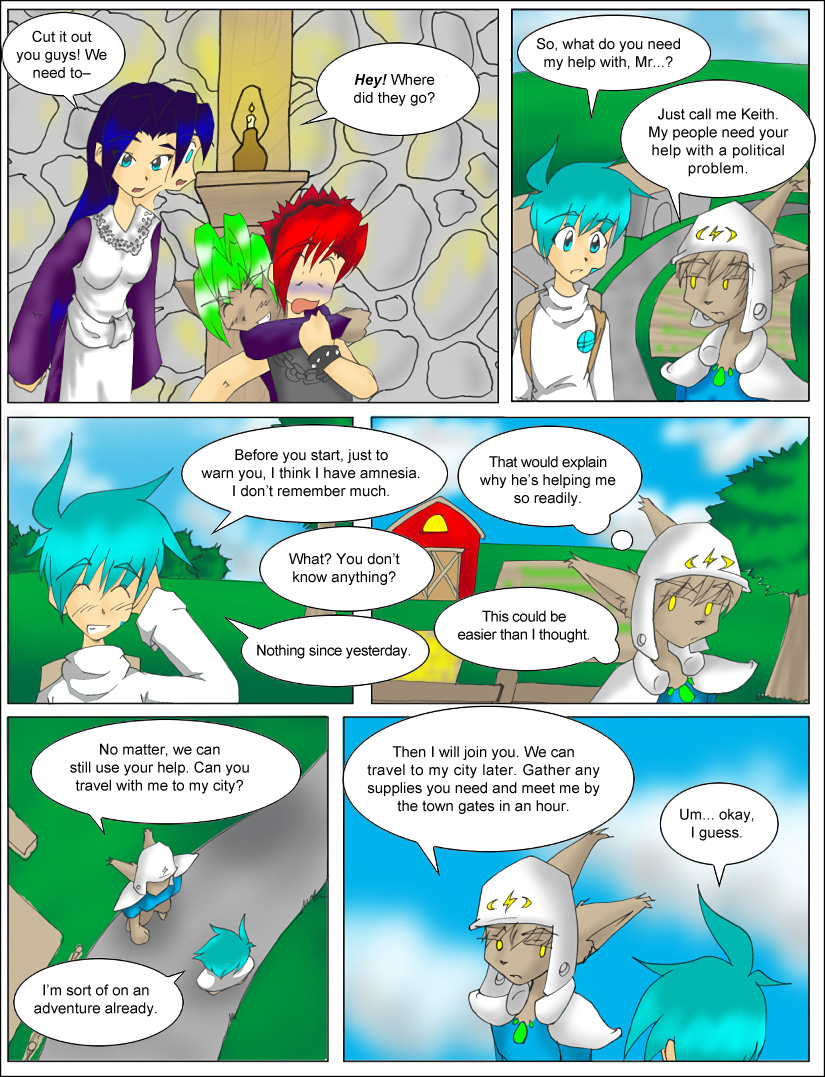 Cut it out
you guys! We
need to–
Hey! Where
did they go?
So, what do you need
my help with, Mr...?
Just call me Keith.
My people need your
help with a political
problem.
Before you start, just to
warn you, I think I have amnesia.
I don't remember much.
What? You don't
know anything?
Nothing since yesterday.
That would explain
why he's helping me
so readily.
This could be
easier than I thought.
No matter, we can
still use your help. Can you
travel with me to my city?
I'm sort of on an
adventure already.
Then I will join you. We can
travel to my city later. Gather any
supplies you need and meet me by
the town gates in an hour.
Um... okay,
I guess.